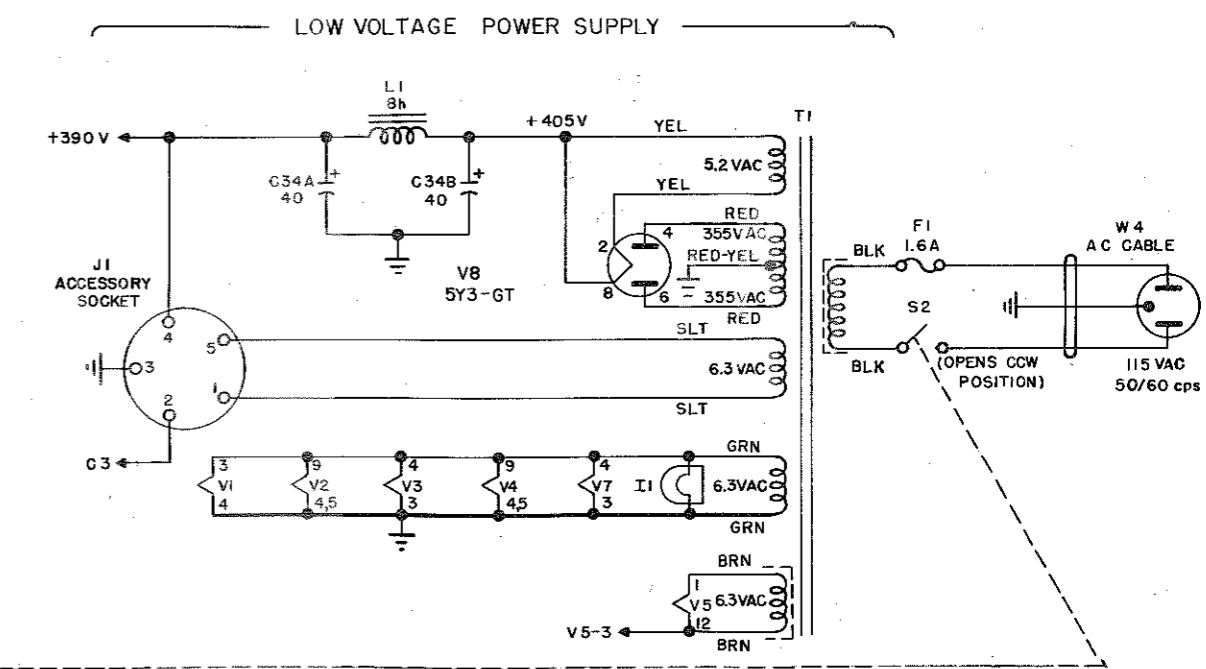 LOW VOLTAGE POWER SUPPLY
L1
8h
T1
+390V
+405V
YEL
5.2VAC
C34A
40
+
C34B
40
+
YEL
RED
4
355VAC
2
RED-YEL
8
6
355VAC
RED
V8
5Y3-GT
BLK
F1
1.6A
W4
AC CABLE
S2
BLK
(OPENS CCW
POSITION)
115 VAC
50/60 cps
J1
ACCESSORY
SOCKET
4
5
3
1
2
SLT
6.3 VAC
SLT
C3
GRN
3
9
4
9
4
V1
V2
V3
V4
V7
I1
6.3VAC
4
4,5
3
4,5
3
GRN
BRN
1
V5
6.3VAC
12
V5-3
BRN